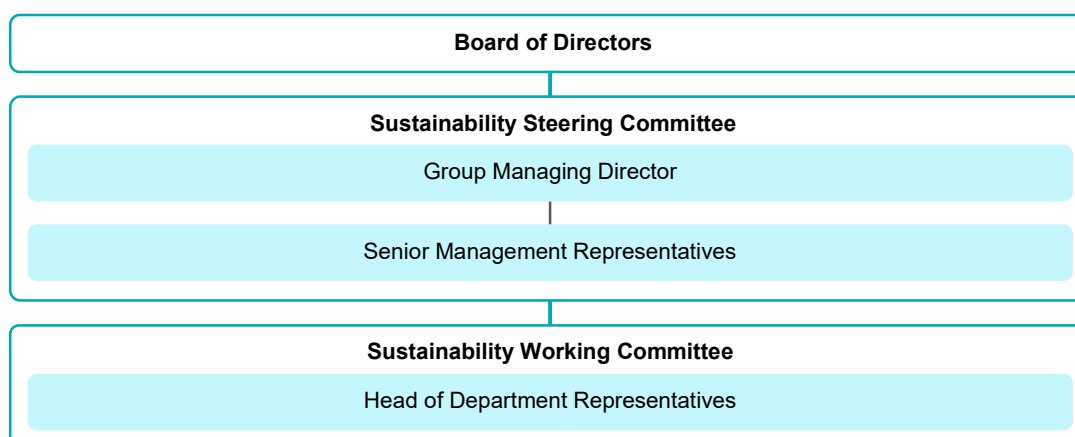 Board of Directors
Sustainability Steering Committee
Group Managing Director
Senior Management Representatives
Sustainability Working Committee
Head of Department Representatives